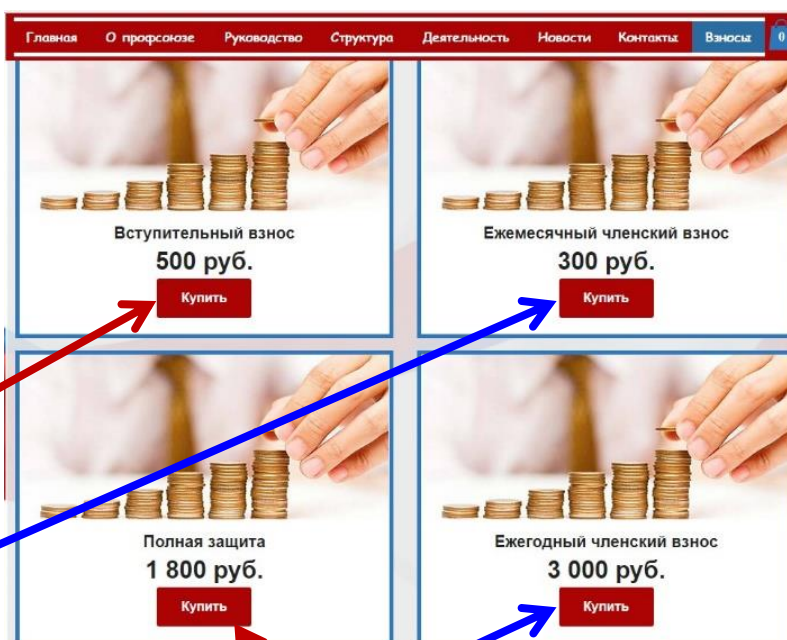 Главная О профсоюзе Руководство Структура Деятельность Новости Контакты Взносы 0
Вступительный взнос
500 руб.
Купить
Ежемесячный членский взнос
300 руб.
Купить
Полная защита
1 800 руб.
Купить
Ежегодный членский взнос
3 000 руб.
Купить